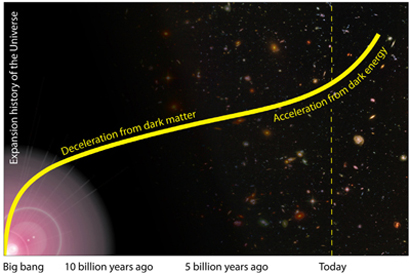 Expansion history of the Universe
Deceleration from dark matter
Acceleration from dark energy
Big bang
10 billion years ago
5 billion years ago
Today